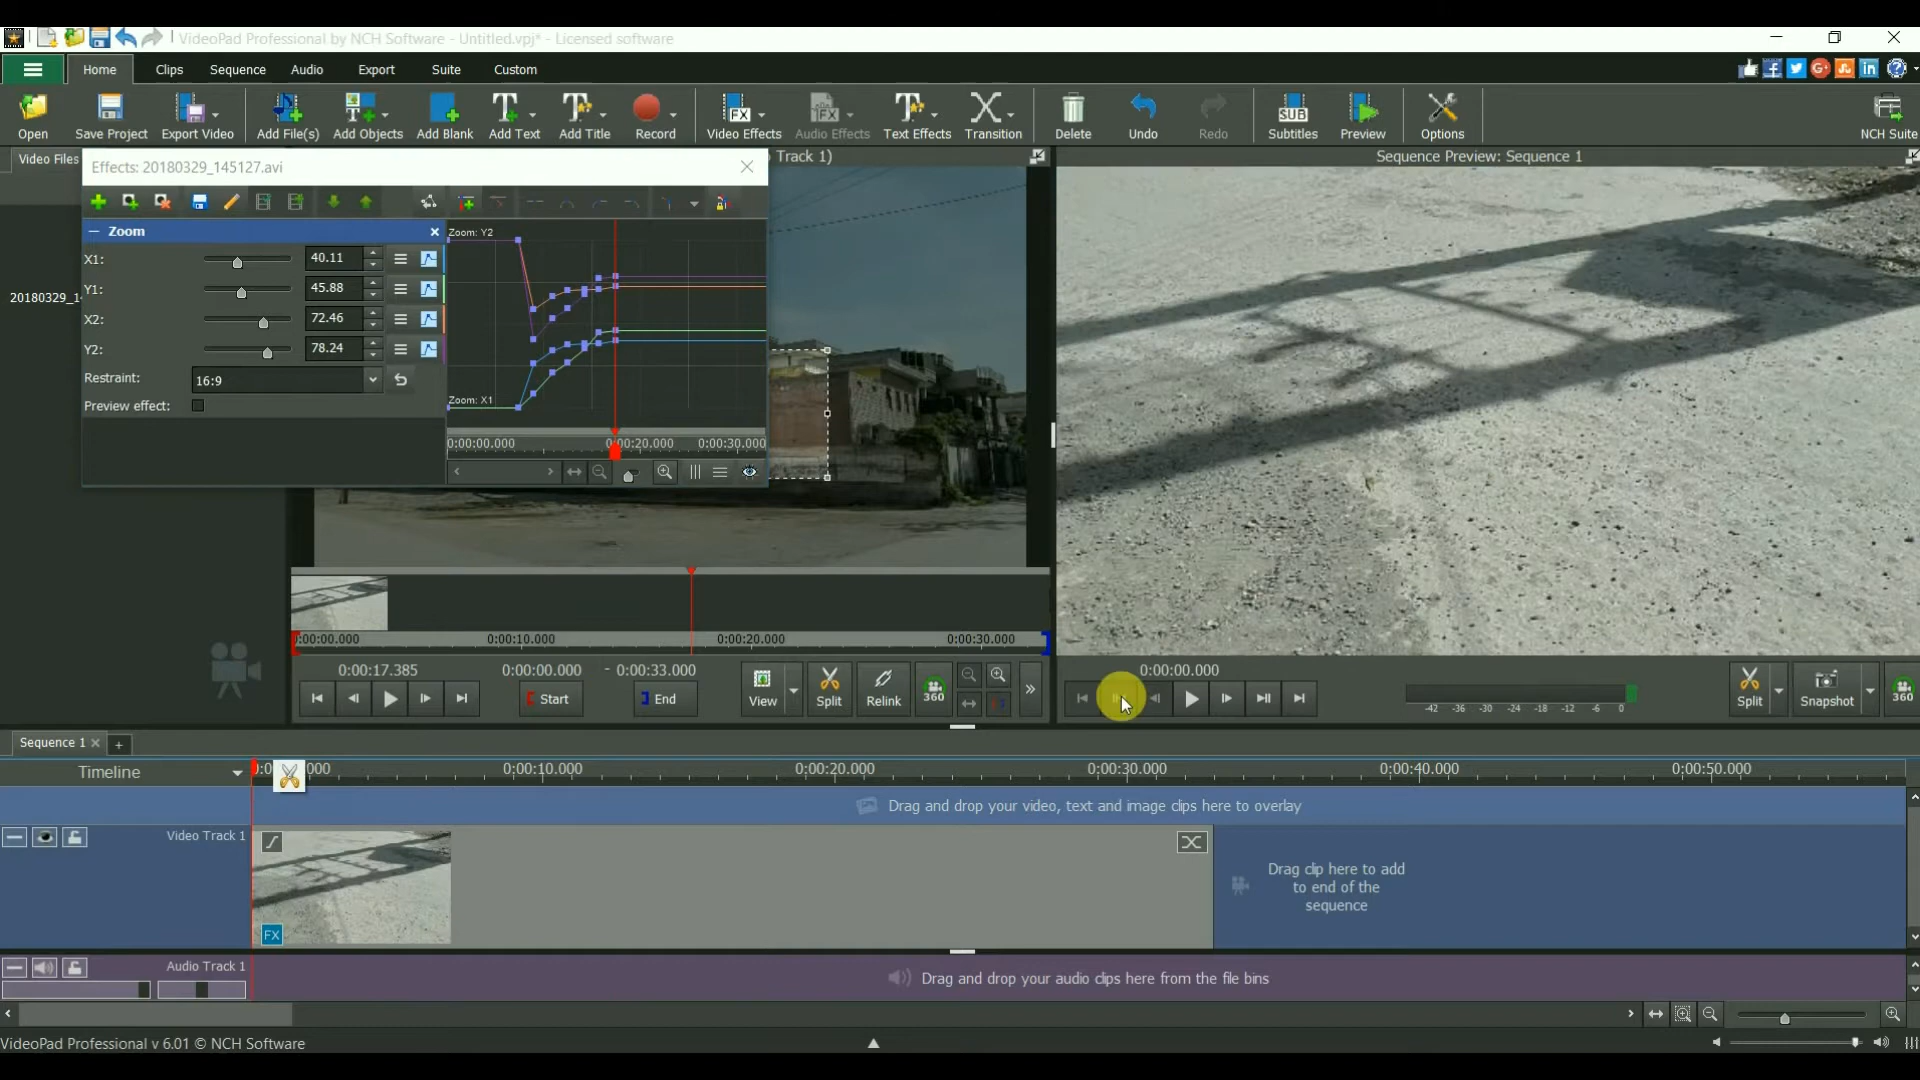 VideoPad Professional by NCH Software - Untitled.vpj* - Licensed software
Home Clips Sequence Audio Export Suite Custom
Open Save Project Export Video Add File(s) Add Objects Add Blank Add Text Add Title Record Video Effects Audio Effects Text Effects Transition Delete Undo Redo Subtitles Preview Options NCH Suite
SUB
Video Files
Effects: 20180329_145127.avi
Track 1)
Sequence Preview: Sequence 1
Zoom
Zoom: Y2
X1: 40.11
Y1: 45.88
20180329_14
X2: 72.46
Y2: 78.24
Restraint: 16:9
Preview effect:
Zoom: X1
0:00:00.000 0:00:20.000 0:00:30.000
0:00:00.000 0:00:10.000 0:00:20.000 0:00:30.000
0:00:17.385 0:00:00.000 - 0:00:33.000
Start End View Split Relink 360
0:00:00.000
-42 -36 -30 -24 -18 -12 -6 0
Split Snapshot 360
Sequence 1
Timeline
0:00:10.000 0:00:20.000 0:00:30.000 0:00:40.000 0:00:50.000
Drag and drop your video, text and image clips here to overlay
Video Track 1
FX
Drag clip here to add
to end of the
sequence
Audio Track 1
Drag and drop your audio clips here from the file bins
VideoPad Professional v 6.01 © NCH Software